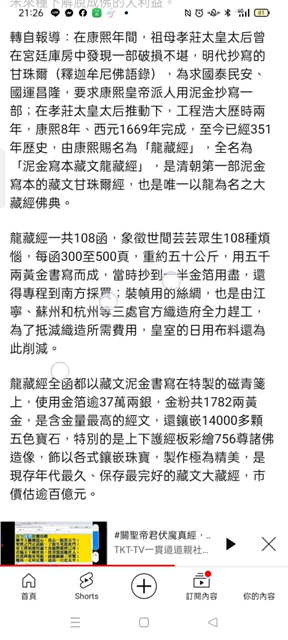 21:26
81
未來種下解脫成佛的大利益。
轉自報導：在康熙年間，祖母孝莊太皇太后曾
在宮廷庫房中發現一部破損不堪，明代抄寫的
甘珠爾（釋迦牟尼佛語錄），為求國泰民安、
國運昌隆，要求康熙皇帝派人用泥金抄寫一
部；在孝莊太皇太后推動下，工程浩大歷時兩
年，康熙8年、西元1669年完成，至今已經351
年歷史，由康熙賜名為「龍藏經」，全名為
「泥金寫本藏文龍藏經」，是清朝第一部泥金
寫本的藏文甘珠爾經，也是唯一以龍為名之大
藏經佛典。
龍藏經一共108函，象徵世間芸芸眾生108種煩
惱，每函300至500頁，重約五十公斤，用五千
兩黃金書寫而成，當時抄到一半金箔用盡，還
得專程到南方採買；裝幀用的絲綢，也是由江
寧、蘇州和杭州等三處官方織造府全力趕工，
為了抵減織造所需費用，皇室的日用布料還為
此削減。
龍藏經全函都以藏文泥金書寫在特製的磁青箋
上，使用金箔逾37萬兩銀，金粉共1782兩黃
金，是含金量最高的經文，還鑲嵌14000多顆
五色寶石，特別的是上下護經板彩繪756尊諸佛
造像，飾以各式鑲嵌珠寶，製作極為精美，是
現存年代最久、保存最完好的藏文大藏經，市
價估逾百億元。
#關聖帝君伏魔真經，..
TKT-TV一貫道道親社...
首頁
Shorts
訂閱內容
你的內容